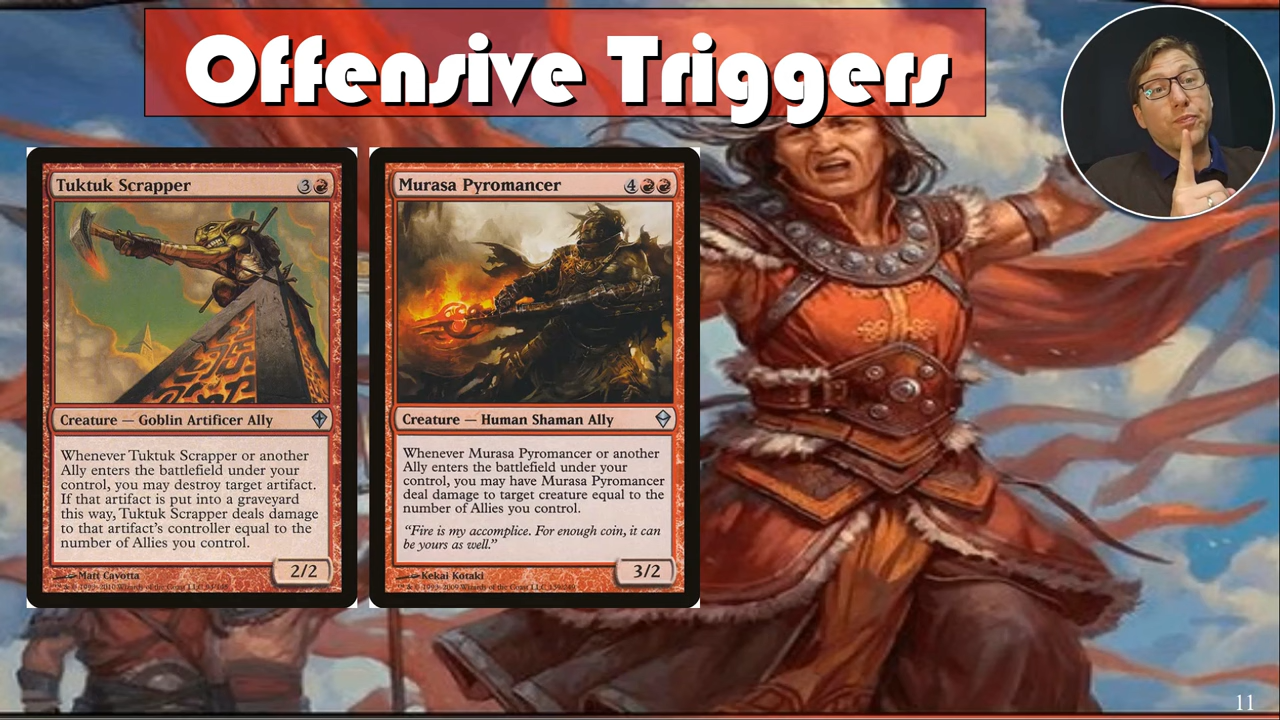 Offensive Triggers
Tuktuk Scrapper 3
Creature — Goblin Artificer Ally
Whenever Tuktuk Scrapper or another
Ally enters the battlefield under your
control, you may destroy target artifact.
If that artifact is put into a graveyard
this way, Tuktuk Scrapper deals damage
to that artifact's controller equal to the
number of Allies you control.
Matt Cavotta
2/2
Murasa Pyromancer 4
Creature — Human Shaman Ally
Whenever Murasa Pyromancer or another
Ally enters the battlefield under your
control, you may have Murasa Pyromancer
deal damage to target creature equal to the
number of Allies you control.
“Fire is my accomplice. For enough coin, it can
be yours as well.”
Kekai Kotaki
3/2
11